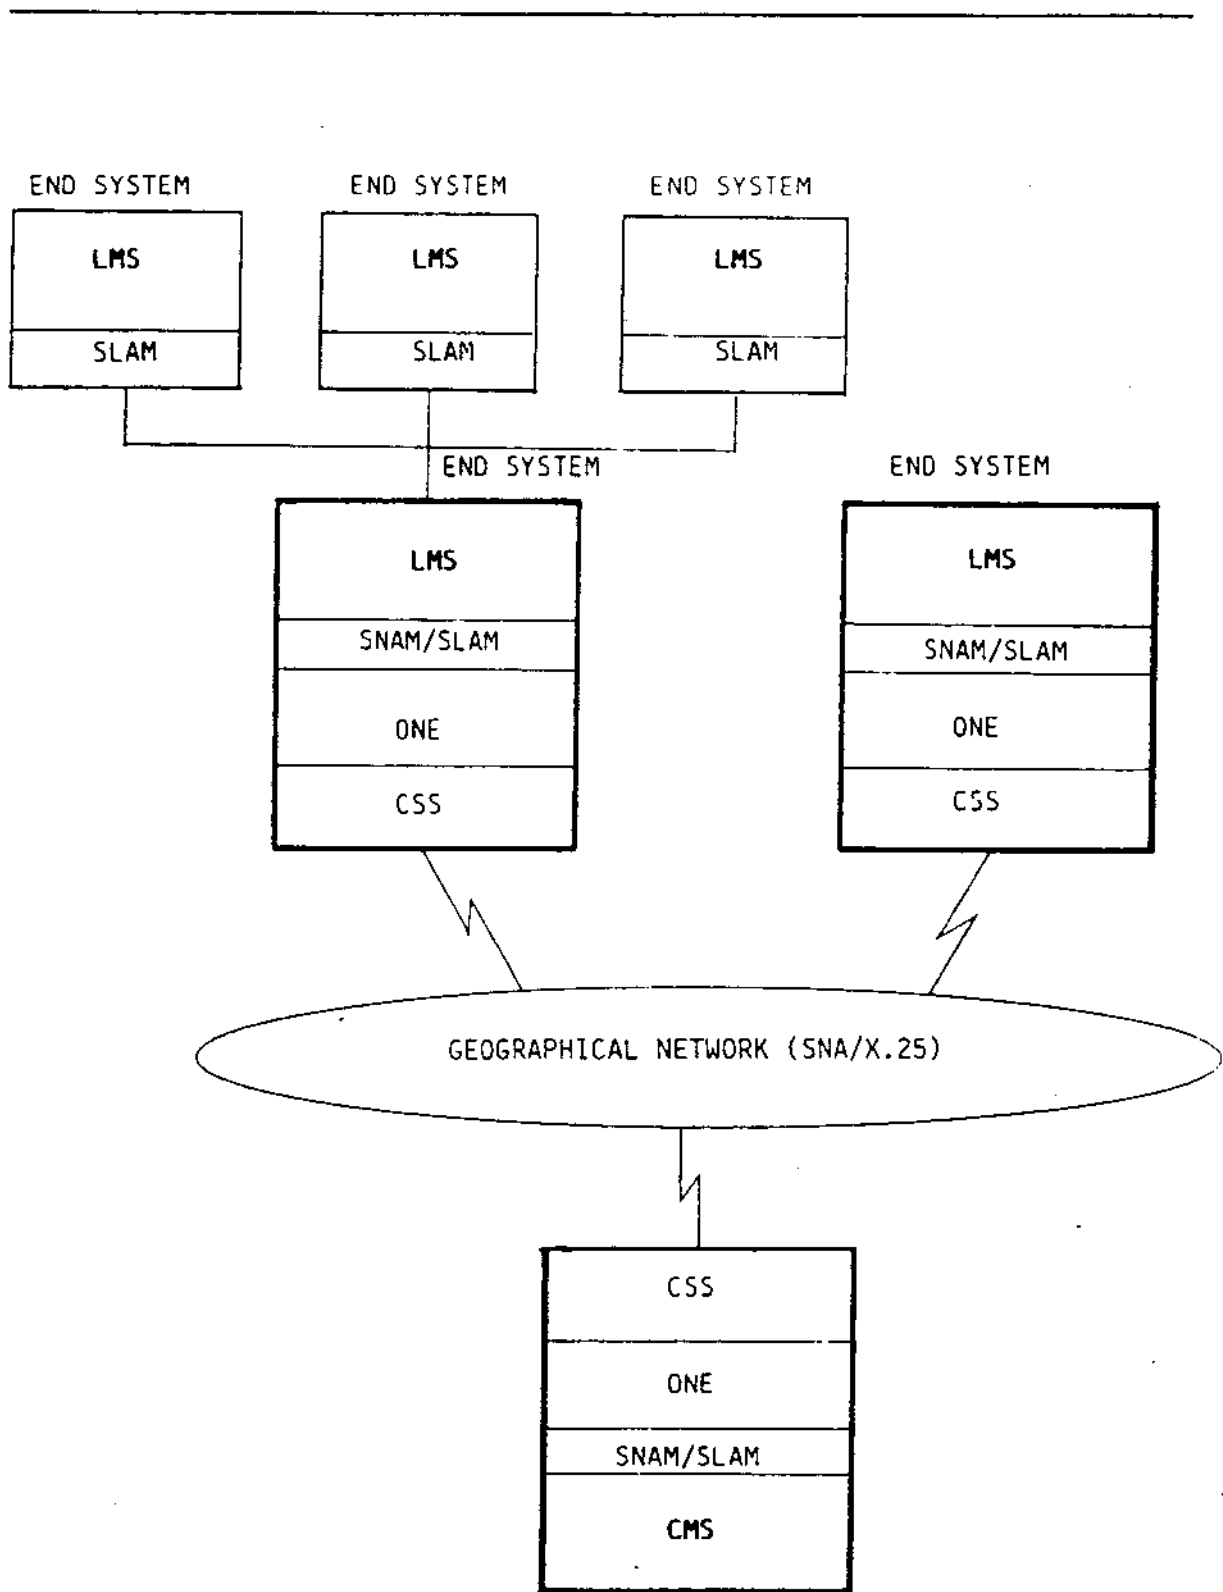 END SYSTEM END SYSTEM END SYSTEM
LMS LMS LMS
SLAM SLAM SLAM
END SYSTEM END SYSTEM
LMS LMS
SNAM/SLAM SNAM/SLAM
ONE ONE
CSS CSS
GEOGRAPHICAL NETWORK (SNA/X.25)
CSS
ONE
SNAM/SLAM
CMS